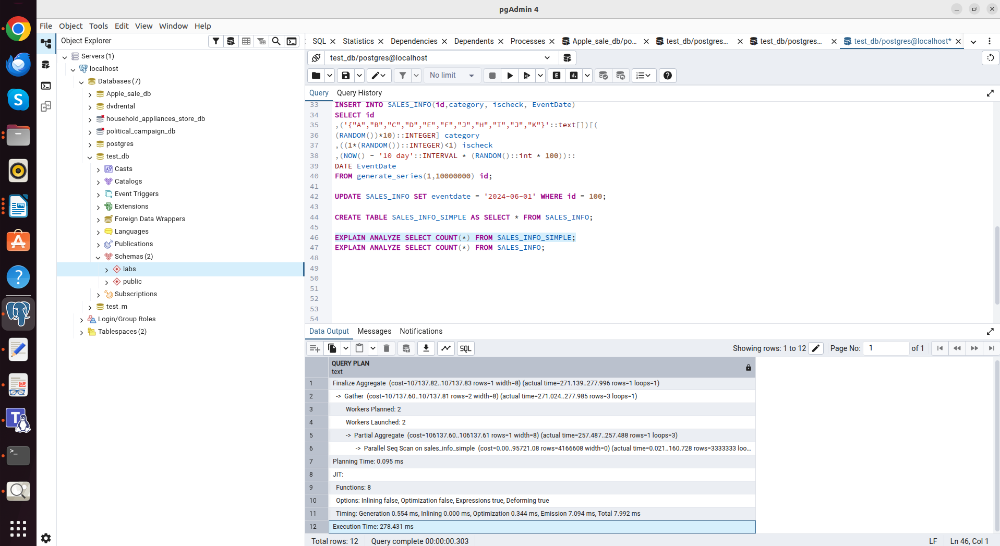 pgAdmin 4
File Object Tools Edit View Window Help
Object Explorer
SQL Statistics Dependencies Dependents Processes Apple_sale_db/po... test_db/postgres... test_db/postgres... test_db/postgres@localhost*
test_db/postgres@localhost
No limit
E
Query Query History
Servers (1)
localhost
Databases (7)
Apple_sale_db
dvdrental
household_appliances_store_db
political_campaign_db
postgres
test_db
Casts
Catalogs
Event Triggers
Extensions
Foreign Data Wrappers
Languages
Publications
Schemas (2)
labs
public
Subscriptions
test_m
Login/Group Roles
Tablespaces (2)
33 INSERT INTO SALES_INFO(id,category, ischeck, EventDate)
34 SELECT id
35 ,('{"A","B","C","D","E","F","J","H","I","J","K"}'::text[])[(
36 (RANDOM())*10)::INTEGER] category
37 ,((1*(RANDOM())::INTEGER)<1) ischeck
38 ,(NOW() - '10 day'::INTERVAL * (RANDOM()::int * 100))::
39 DATE EventDate
40 FROM generate_series(1,10000000) id;
41
42 UPDATE SALES_INFO SET eventdate = '2024-06-01' WHERE id = 100;
43
44 CREATE TABLE SALES_INFO_SIMPLE AS SELECT * FROM SALES_INFO;
45
46 EXPLAIN ANALYZE SELECT COUNT(*) FROM SALES_INFO_SIMPLE;
47 EXPLAIN ANALYZE SELECT COUNT(*) FROM SALES_INFO;
48
49
50
51
52
53
54
Data Output Messages Notifications
SQL
Showing rows: 1 to 12 Page No: 1 of 1
QUERY PLAN
text
1 Finalize Aggregate (cost=107137.82..107137.83 rows=1 width=8) (actual time=271.139..277.996 rows=1 loops=1)
2 -> Gather (cost=107137.60..107137.81 rows=2 width=8) (actual time=271.024..277.985 rows=3 loops=1)
3 Workers Planned: 2
4 Workers Launched: 2
5 -> Partial Aggregate (cost=106137.60..106137.61 rows=1 width=8) (actual time=257.487..257.488 rows=1 loops=3)
6 -> Parallel Seq Scan on sales_info_simple (cost=0.00..95721.08 rows=4166608 width=0) (actual time=0.021..160.728 rows=3333333 loo...
7 Planning Time: 0.095 ms
8 JIT:
9 Functions: 8
10 Options: Inlining false, Optimization false, Expressions true, Deforming true
11 Timing: Generation 0.554 ms, Inlining 0.000 ms, Optimization 0.344 ms, Emission 7.094 ms, Total 7.992 ms
12 Execution Time: 278.431 ms
Total rows: 12 Query complete 00:00:00.303 LF Ln 46, Col 1